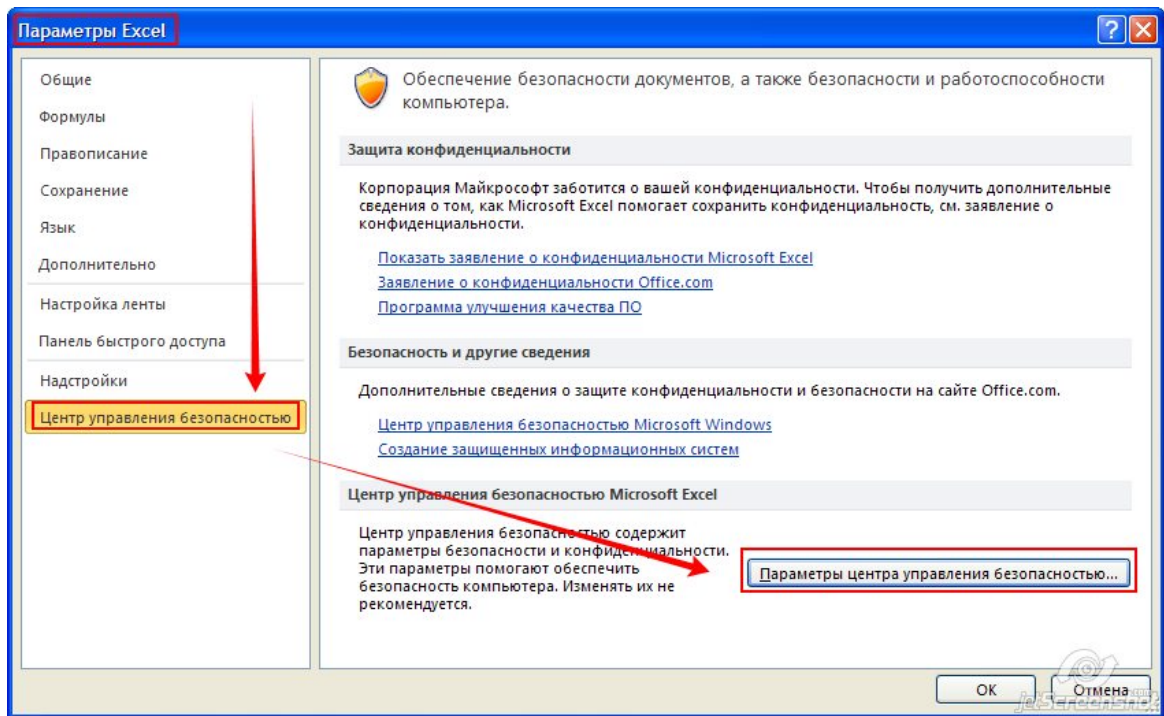 Параметры Excel
Общие
Формулы
Правописание
Сохранение
Язык
Дополнительно
Настройка ленты
Панель быстрого доступа
Надстройки
Центр управления безопасностью
Обеспечение безопасности документов, а также безопасности и работоспособности
компьютера.
Защита конфиденциальности
Корпорация Майкрософт заботится о вашей конфиденциальности. Чтобы получить дополнительные
сведения о том, как Microsoft Excel помогает сохранить конфиденциальность, см. заявление о
конфиденциальности.
Показать заявление о конфиденциальности Microsoft Excel
Заявление о конфиденциальности Office.com
Программа улучшения качества ПО
Безопасность и другие сведения
Дополнительные сведения о защите конфиденциальности и безопасности на сайте Office.com.
Центр управления безопасностью Microsoft Windows
Создание защищенных информационных систем
Центр управления безопасностью Microsoft Excel
Центр управления безопасностью содержит
параметры безопасности и конфиденциальности.
Эти параметры помогают обеспечить
безопасность компьютера. Изменять их не
рекомендуется.
Параметры центра управления безопасностью...
ОК
Отмена
jetScreenshot